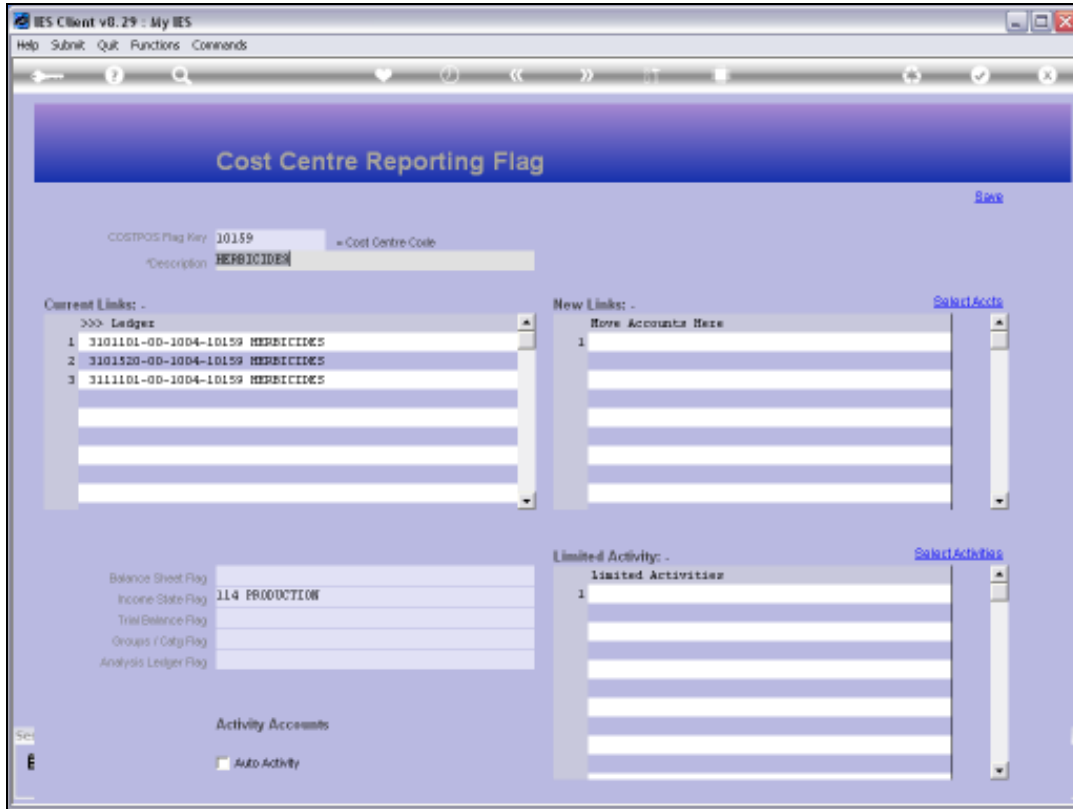 IES Client v8.29 : My IES
Help Submit Quit Functions Commands
Cost Centre Reporting Flag
Save
COSTPOS Flag Key 10159 = Cost Centre Code
*Description HERBICIDES
Current Links: -
>>> Ledger
1 3101101-00-1004-10159 HERBICIDES
2 3101520-00-1004-10159 HERBICIDES
3 3111101-00-1004-10159 HERBICIDES
New Links: -
Select Accts
Move Accounts Here
1
Balance Sheet Flag
Income State Flag 114 PRODUCTION
Trial Balance Flag
Groups / Catg Flag
Analysis Ledger Flag
Limited Activity: -
Select Activities
limited Activities
1
Activity Accounts
Auto Activity